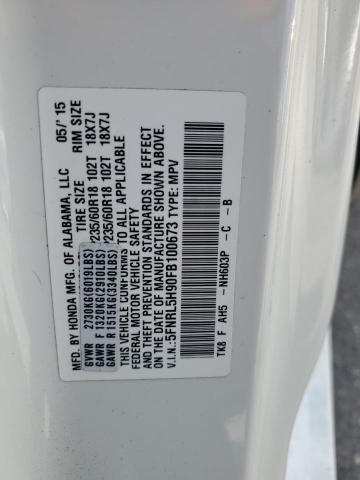 MFD. BY HONDA MFG. OF ALABAMA, LLC 05/'15
TIRE SIZE RIM SIZE
GVWR 2730KG(6019LBS)
GAWR F 1320KG(2910LBS) 235/60R18 102T 18X7J
GAWR R 1515KG(3340LBS) 235/60R18 102T 18X7J
THIS VEHICLE CONFORMS TO ALL APPLICABLE
FEDERAL MOTOR VEHICLE SAFETY
AND THEFT PREVENTION STANDARDS IN EFFECT
ON THE DATE OF MANUFACTURE SHOWN ABOVE.
V.I.N.: 5FNRL5H90FB100673 TYPE: MPV
TK8 F AH5 - NH603P - C - B